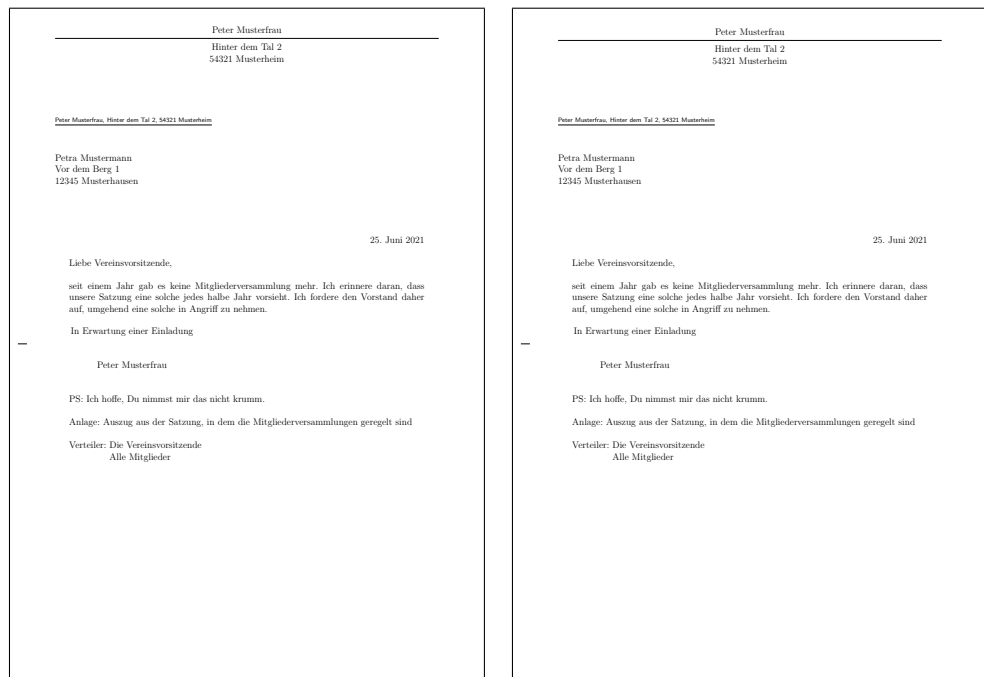 Peter Musterfrau
Hinter dem Tal 2
54321 Musterheim
Peter Musterfrau, Hinter dem Tal 2, 54321 Musterheim
Petra Mustermann
Vor dem Berg 1
12345 Musterhausen
25. Juni 2021
Liebe Vereinsvorsitzende,
seit einem Jahr gab es keine Mitgliederversammlung mehr. Ich erinnere daran, dass
unsere Satzung eine solche jedes halbe Jahr vorsieht. Ich fordere den Vorstand daher
auf, umgehend eine solche in Angriff zu nehmen.
In Erwartung einer Einladung
Peter Musterfrau
PS: Ich hoffe, Du nimmst mir das nicht krumm.
Anlage: Auszug aus der Satzung, in dem die Mitgliederversammlungen geregelt sind
Verteiler: Die Vereinsvorsitzende
Alle Mitglieder
Peter Musterfrau
Hinter dem Tal 2
54321 Musterheim
Peter Musterfrau, Hinter dem Tal 2, 54321 Musterheim
Petra Mustermann
Vor dem Berg 1
12345 Musterhausen
25. Juni 2021
Liebe Vereinsvorsitzende,
seit einem Jahr gab es keine Mitgliederversammlung mehr. Ich erinnere daran, dass
unsere Satzung eine solche jedes halbe Jahr vorsieht. Ich fordere den Vorstand daher
auf, umgehend eine solche in Angriff zu nehmen.
In Erwartung einer Einladung
Peter Musterfrau
PS: Ich hoffe, Du nimmst mir das nicht krumm.
Anlage: Auszug aus der Satzung, in dem die Mitgliederversammlungen geregelt sind
Verteiler: Die Vereinsvorsitzende
Alle Mitglieder